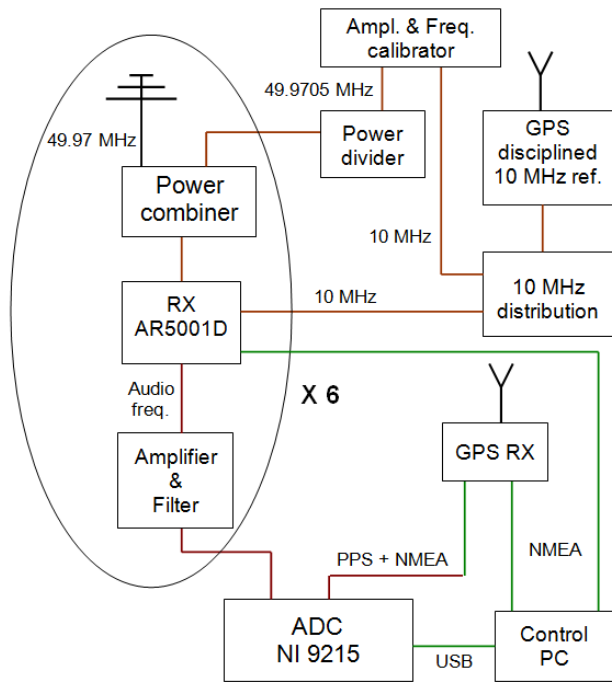 Ampl. & Freq.
calibrator
49.9705 MHz
49.97 MHz
Power
divider
GPS
disciplined
10 MHz ref.
Power
combiner
10 MHz
10 MHz
distribution
10 MHz
RX
AR5001D
Audio
freq.
X 6
GPS RX
Amplifier
&
Filter
PPS + NMEA
NMEA
ADC
NI 9215
USB
Control
PC